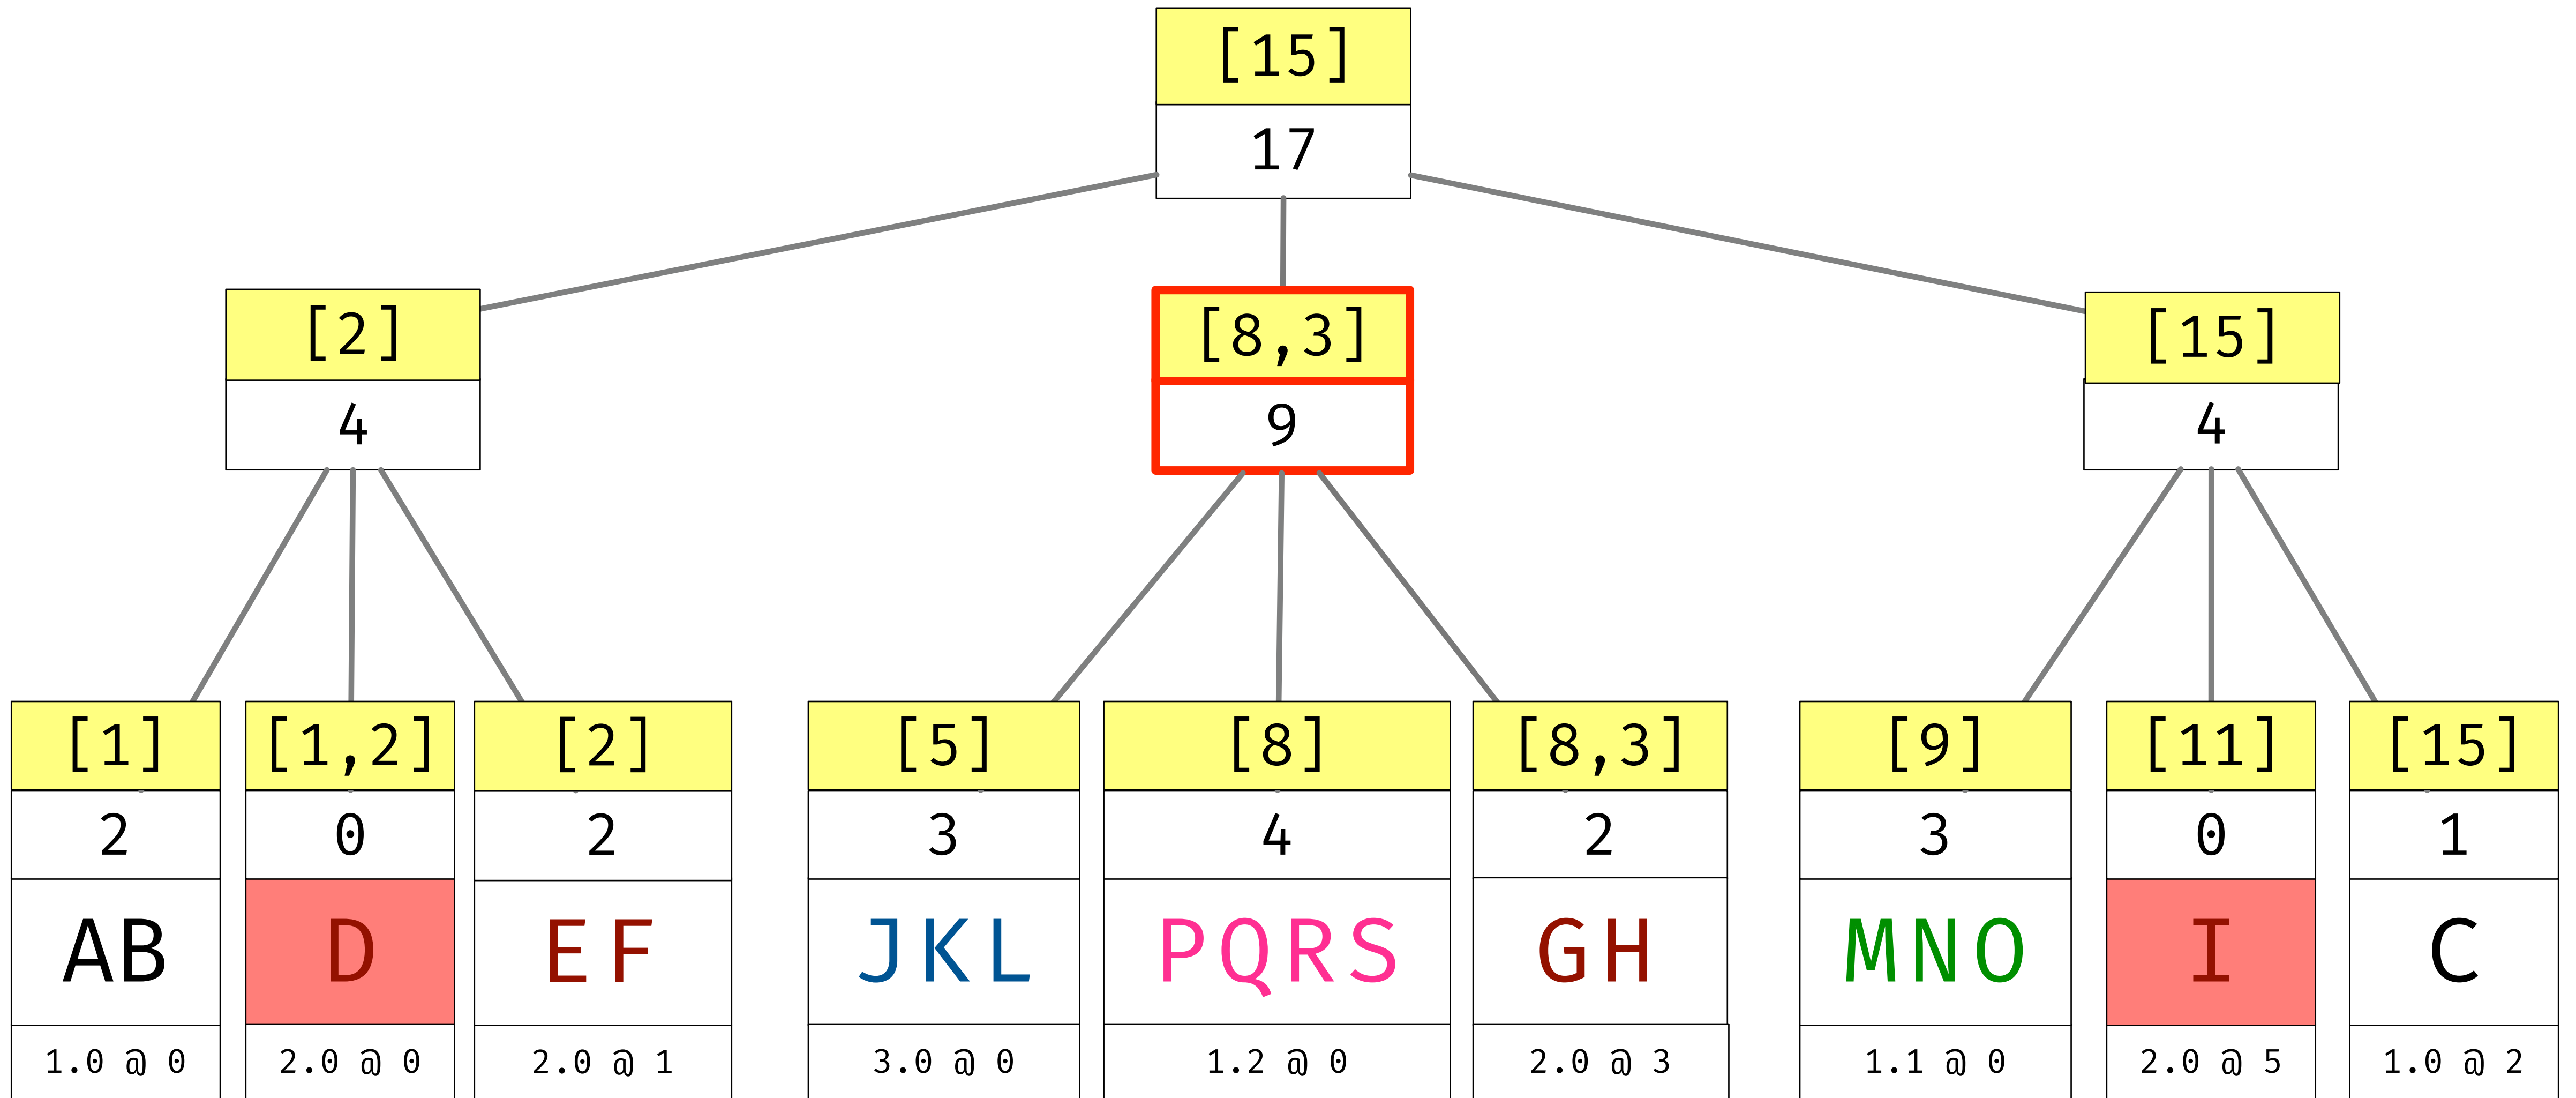 [15]
17
[2] [8,3] [15]
4 9 4
[1] [1,2] [2] [5] [8] [8,3] [9] [11] [15]
2 0 2 3 4 2 3 0 1
AB D EF JKL PQRS GH MNO I C
1.0 @ 0 2.0 @ 0 2.0 @ 1 3.0 @ 0 1.2 @ 0 2.0 @ 3 1.1 @ 0 2.0 @ 5 1.0 @ 2